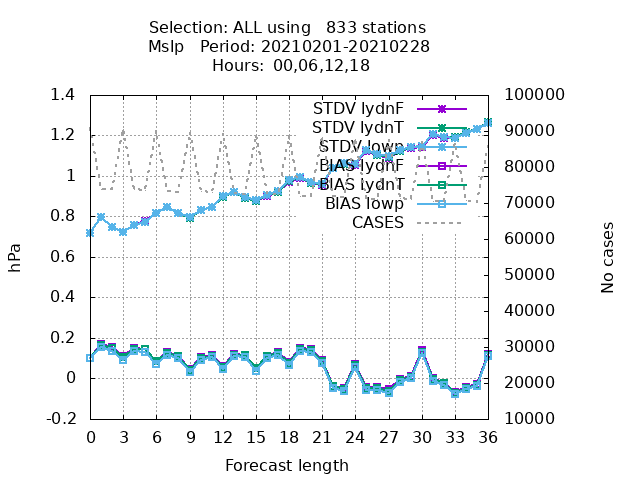 Selection: ALL using   833 stations
Mslp   Period: 20210201-20210228
Hours:  00,06,12,18
STDV lydnF
STDV lydnT
STDV lowp
BIAS lydnF
BIAS lydnT
BIAS lowp
CASES
1.4
1.2
1
0.8
0.6
0.4
0.2
0
-0.2
hPa
100000
90000
80000
70000
60000
50000
40000
30000
20000
10000
No cases
0 3 6 9 12 15 18 21 24 27 30 33 36
Forecast length